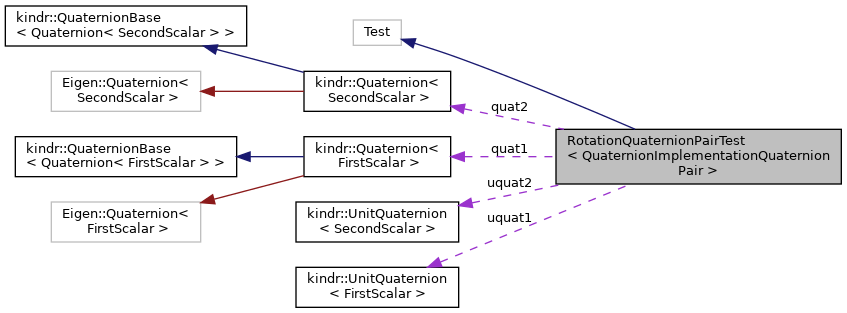 kindr::QuaternionBase
< Quaternion< SecondScalar > >
Test
Eigen::Quaternion<
SecondScalar >
kindr::Quaternion<
SecondScalar >
quat2
RotationQuaternionPairTest
< QuaternionImplementationQuaternion
Pair >
kindr::QuaternionBase
< Quaternion< FirstScalar > >
kindr::Quaternion<
FirstScalar >
quat1
uquat2
Eigen::Quaternion<
FirstScalar >
kindr::UnitQuaternion
< SecondScalar >
uquat1
kindr::UnitQuaternion
< FirstScalar >